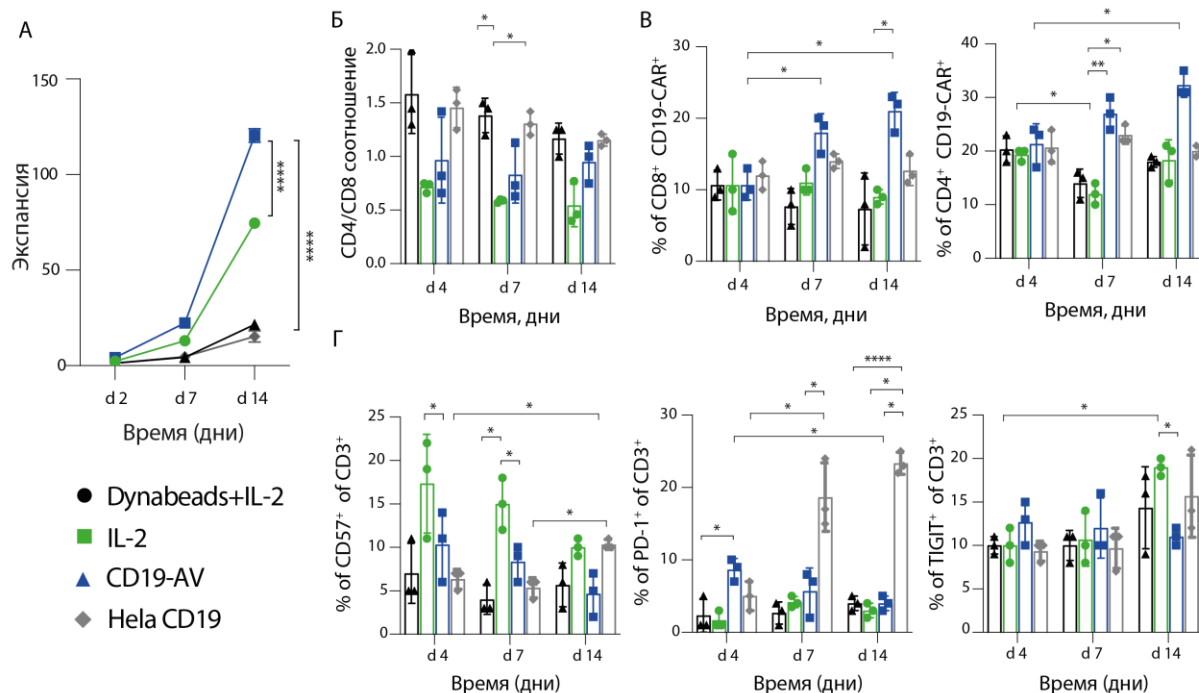 А
Экспансия
150
100
50
0
d 2 d 7 d 14
Время (дни)
****
****
Dynabeads+IL-2
IL-2
CD19-AV
Hela CD19
Б
CD4/CD8 соотношение
2.0
1.5
1.0
0.5
0.0
*
*
d 4 d 7 d 14
Время, дни
В
% of CD8⁺ CD19-CAR⁺
30
20
10
0
*
*
*
d 4 d 7 d 14
Время, дни
% of CD4⁺ CD19-CAR⁺
40
30
20
10
*
*
**
*
d 4 d 7 d 14
Время, дни
Г
% of CD57⁺ of CD3⁺
25
20
15
10
5
0
*
*
*
*
*
d 4 d 7 d 14
Время (дни)
% of PD-1⁺ of CD3⁺
30
20
10
0
****
*
*
*
*
*
*
d 4 d 7 d 14
Время (дни)
% of TIGIT⁺ of CD3⁺
25
20
15
10
5
0
*
*
d 4 d 7 d 14
Время (дни)